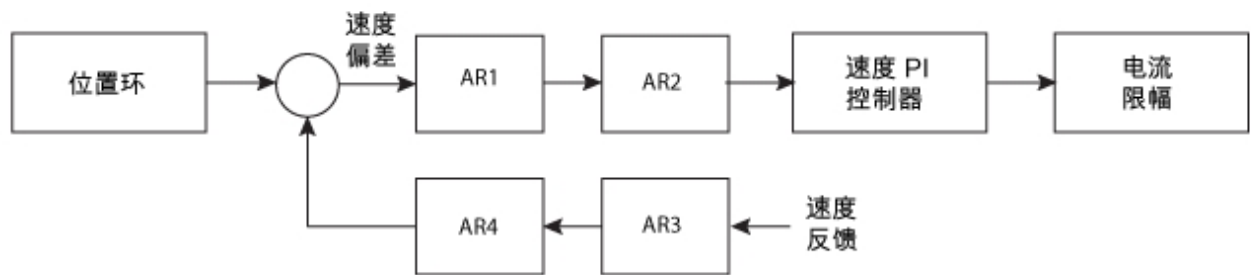 速度
偏差
位置环
AR1
AR2
速度 PI
控制器
电流
限幅
AR4
AR3
速度
反馈